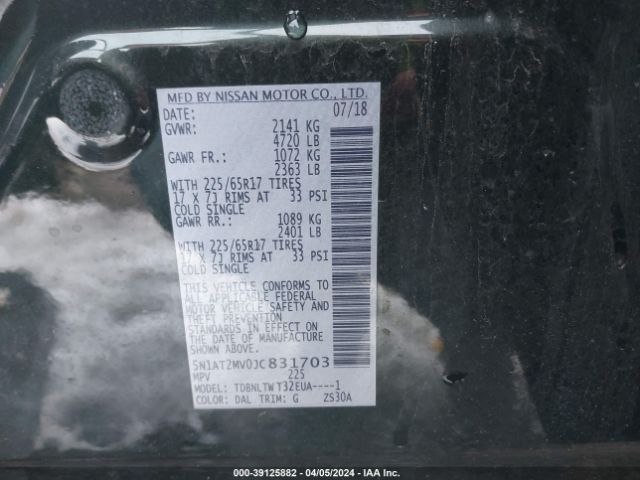 MFD BY NISSAN MOTOR CO., LTD.
DATE: 07/18
GVWR: 2141 KG
4720 LB
GAWR FR.: 1072 KG
2363 LB
WITH 225/65R17 TIRES
17 X 7J RIMS AT 33 PSI
COLD SINGLE
GAWR RR.: 1089 KG
2401 LB
WITH 225/65R17 TIRES
17 X 7J RIMS AT 33 PSI
COLD SINGLE
THIS VEHICLE CONFORMS TO
ALL APPLICABLE FEDERAL
MOTOR VEHICLE SAFETY AND
THEFT PREVENTION
STANDARDS IN EFFECT ON
THE DATE OF MANUFACTURE
SHOWN ABOVE.
5N1AT2MV0JC831703
MPV 225
MODEL: TDBNLTW T32EUA----1
COLOR: DAL TRIM: G ZS30A
000-39125882 - 04/05/2024 - IAA Inc.